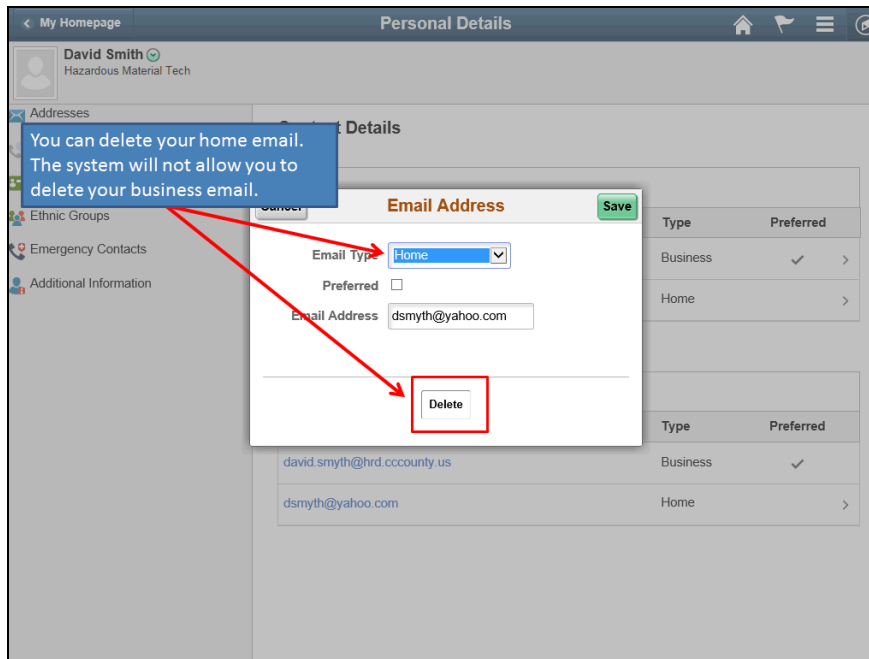 My Homepage
Personal Details
David Smith
Hazardous Material Tech
Addresses
You can delete your home email.
The system will not allow you to
delete your business email.
Ethnic Groups
Emergency Contacts
Additional Information
Details
Email Address
Save
Email Type Home
Preferred
Email Address dsmyth@yahoo.com
Delete
Type Preferred
Business
Home
Type Preferred
david.smyth@hrd.cccounty.us Business
dsmyth@yahoo.com Home